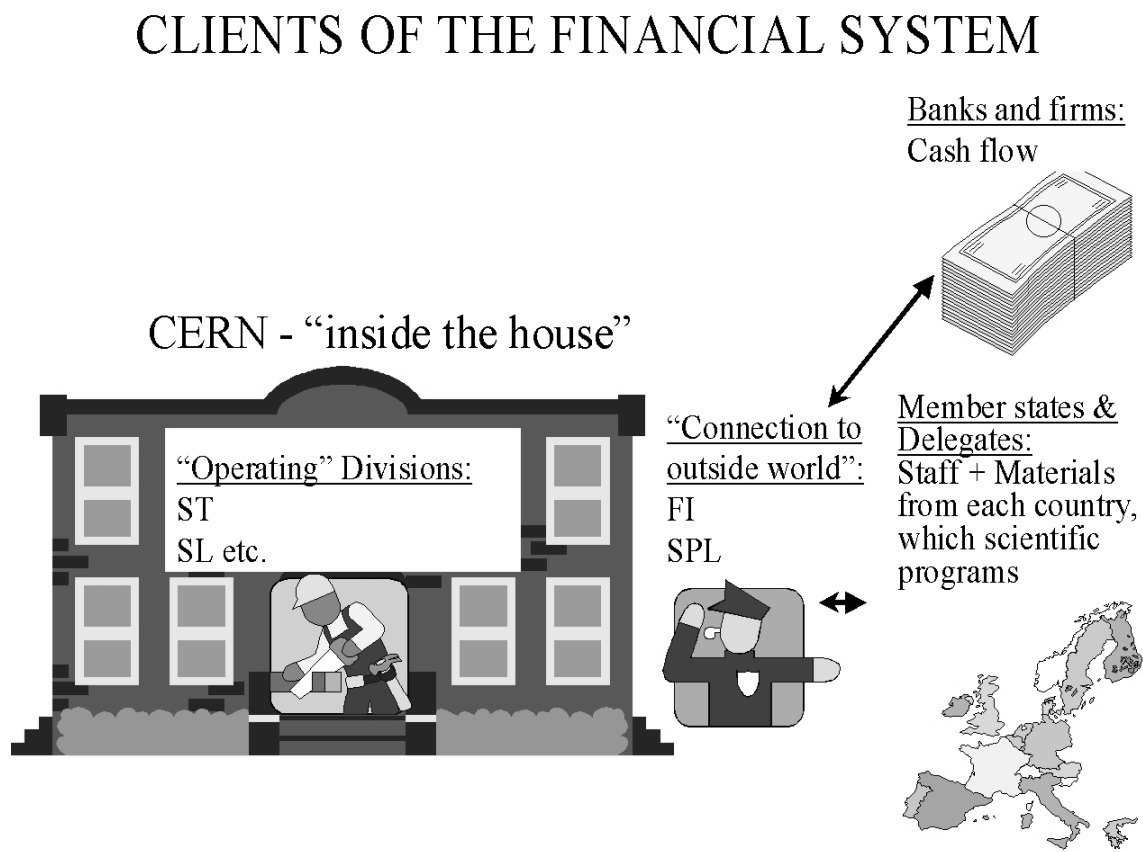 CLIENTS OF THE FINANCIAL SYSTEM
Banks and firms:
Cash flow
CERN - “inside the house”
“Operating” Divisions:
ST
SL etc.
“Connection to
outside world”:
FI
SPL
Member states &
Delegates:
Staff + Materials
from each country,
which scientific
programs